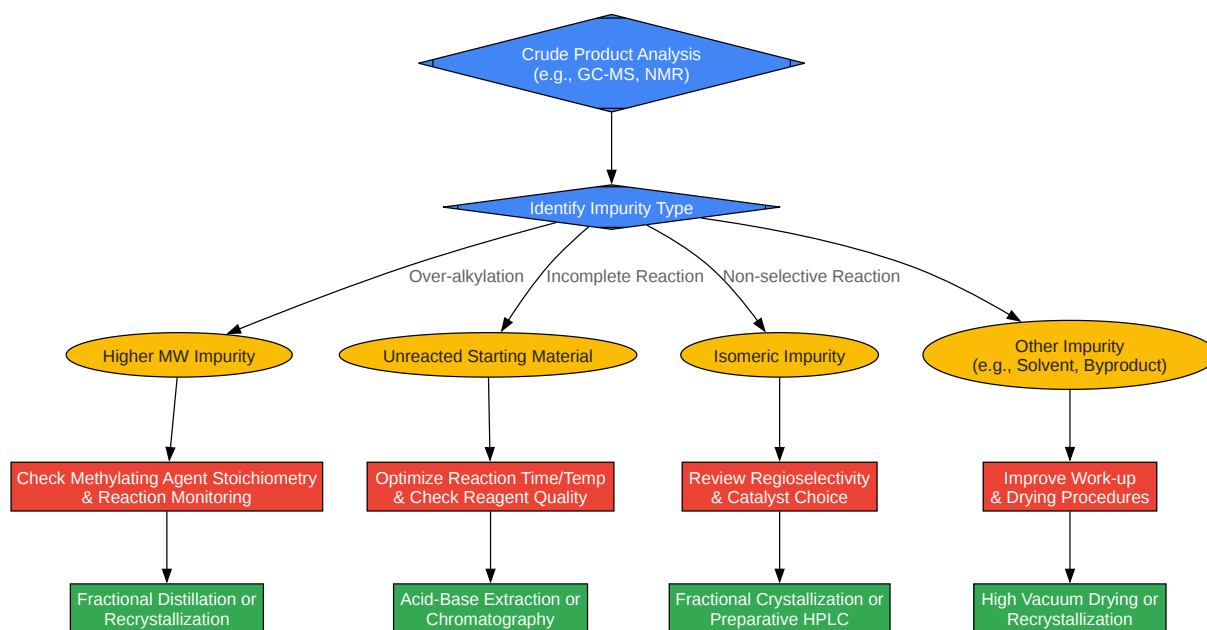 Crude Product Analysis
(e.g., GC-MS, NMR)
Identify Impurity Type
Over-alkylation
Incomplete Reaction
Non-selective Reaction
Higher MW Impurity
Unreacted Starting Material
Isomeric Impurity
Other Impurity
(e.g., Solvent, Byproduct)
Check Methylating Agent Stoichiometry
& Reaction Monitoring
Optimize Reaction Time/Temp
& Check Reagent Quality
Review Regioselectivity
& Catalyst Choice
Improve Work-up
& Drying Procedures
Fractional Distillation or
Recrystallization
Acid-Base Extraction or
Chromatography
Fractional Crystallization or
Preparative HPLC
High Vacuum Drying or
Recrystallization